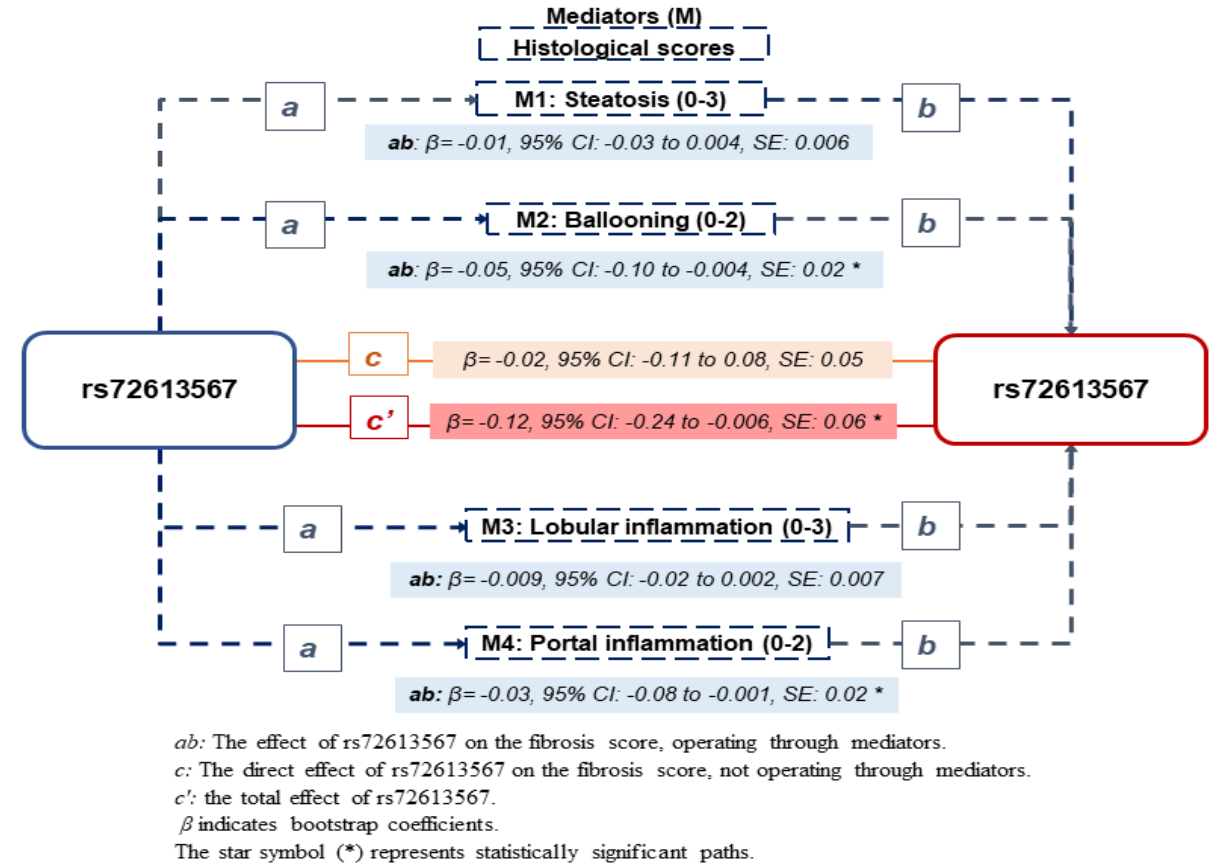 Mediators (M)
Histological scores
a
M1: Steatosis (0-3)
b
ab: β= -0.01, 95% CI: -0.03 to 0.004, SE: 0.006
a
M2: Ballooning (0-2)
b
ab: β= -0.05, 95% CI: -0.10 to -0.004, SE: 0.02 *
rs72613567
c
β= -0.02, 95% CI: -0.11 to 0.08, SE: 0.05
c’
β= -0.12, 95% CI: -0.24 to -0.006, SE: 0.06 *
rs72613567
a
M3: Lobular inflammation (0-3)
b
ab: β= -0.009, 95% CI: -0.02 to 0.002, SE: 0.007
a
M4: Portal inflammation (0-2)
b
ab: β= -0.03, 95% CI: -0.08 to -0.001, SE: 0.02 *
ab: The effect of rs72613567 on the fibrosis score, operating through mediators.
c: The direct effect of rs72613567 on the fibrosis score, not operating through mediators.
c': the total effect of rs72613567.
β indicates bootstrap coefficients.
The star symbol (*) represents statistically significant paths.